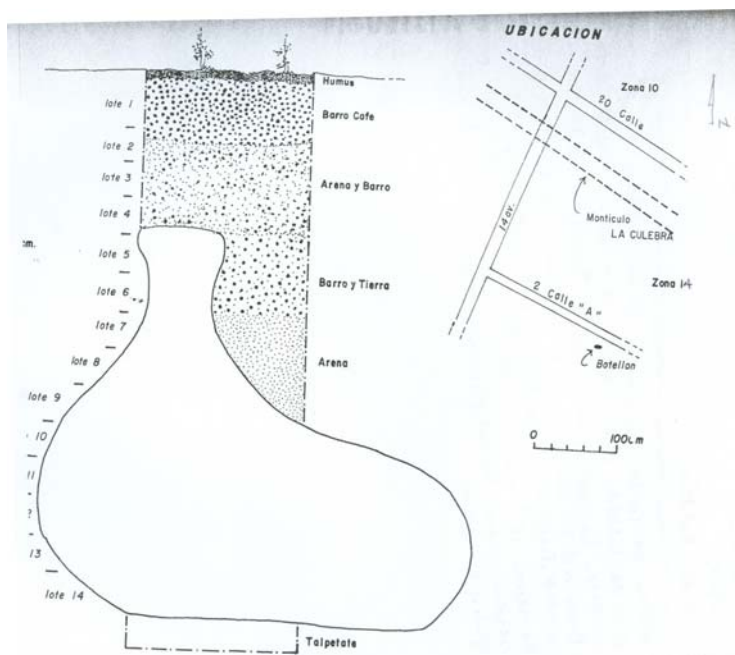 UBICACION
Humus
Zona 10
lote 1
Barro Cafe
20 Calle
N
lote 2
lote 3
Arena y Barro
lote 4
14 av.
Monticulo
LA CULEBRA
cm.
lote 5
lote 6
Barro y Tierra
2 Calle "A"
Zona 14
lote 7
lote 8
Arena
Botellon
lote 9
10
0 100cm
11
?
13
lote 14
Talpetate